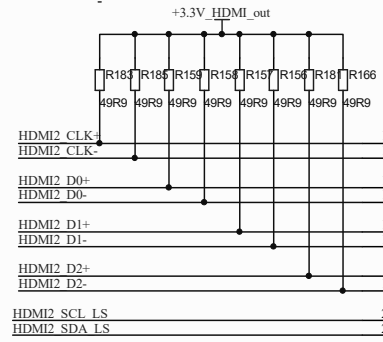 +3.3V_HDMI_out
R183 R185 R159 R158 R157 R156 R181 R166
49R9 49R9 49R9 49R9 49R9 49R9 49R9 49R9
HDMI2_CLK+
HDMI2_CLK-
HDMI2_D0+
HDMI2_D0-
HDMI2_D1+
HDMI2_D1-
HDMI2_D2+
HDMI2_D2-
HDMI2_SCL_LS
HDMI2_SDA_LS